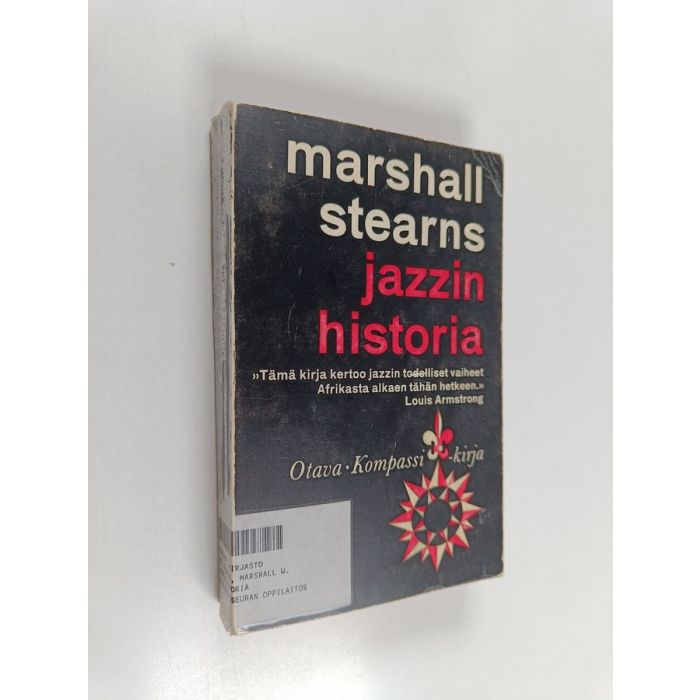 marshall
stearns
jazzin
historia
»Tämä kirja kertoo jazzin todelliset vaiheet
Afrikasta alkaen tähän hetkeen.»
Louis Armstrong
Otava · Kompassi -kirja
IRJASTO
, MARSHALL W.
ORIA
SEURAN OPPILAITOS